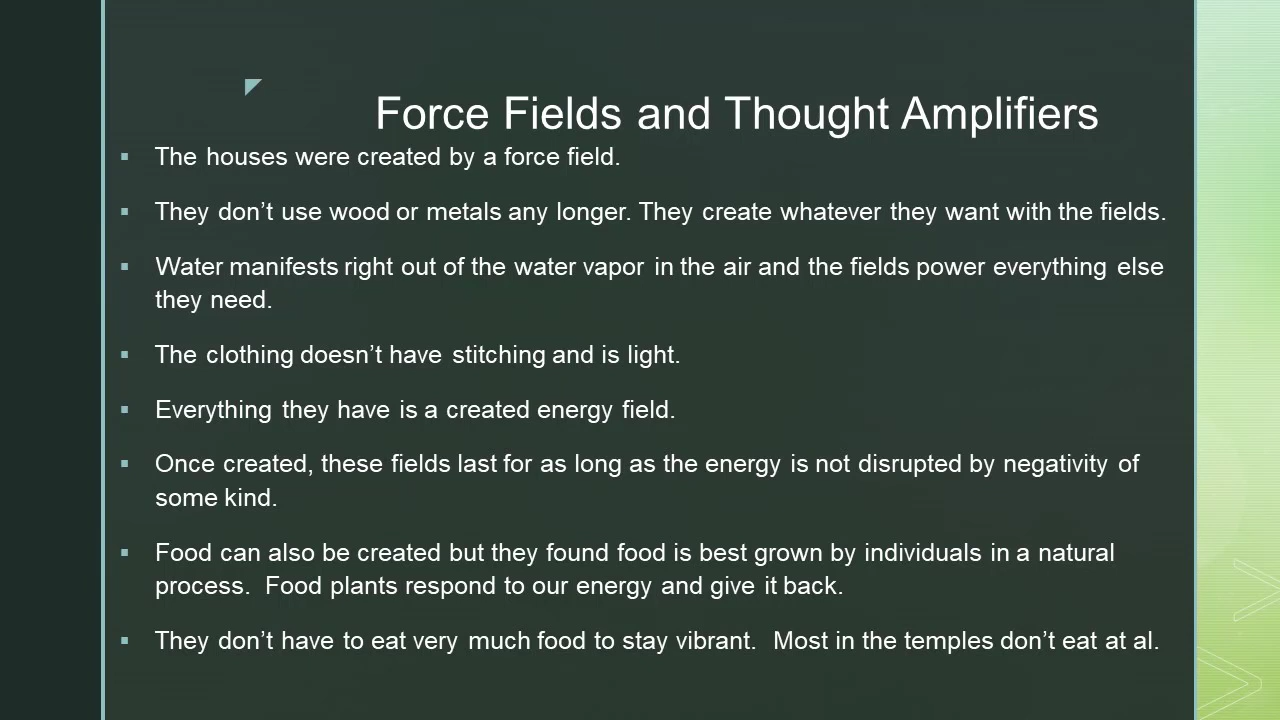 Force Fields and Thought Amplifiers
▪ The houses were created by a force field.
▪ They don’t use wood or metals any longer. They create whatever they want with the fields.
▪ Water manifests right out of the water vapor in the air and the fields power everything else
they need.
▪ The clothing doesn’t have stitching and is light.
▪ Everything they have is a created energy field.
▪ Once created, these fields last for as long as the energy is not disrupted by negativity of
some kind.
▪ Food can also be created but they found food is best grown by individuals in a natural
process.  Food plants respond to our energy and give it back.
▪ They don’t have to eat very much food to stay vibrant.  Most in the temples don’t eat at al.